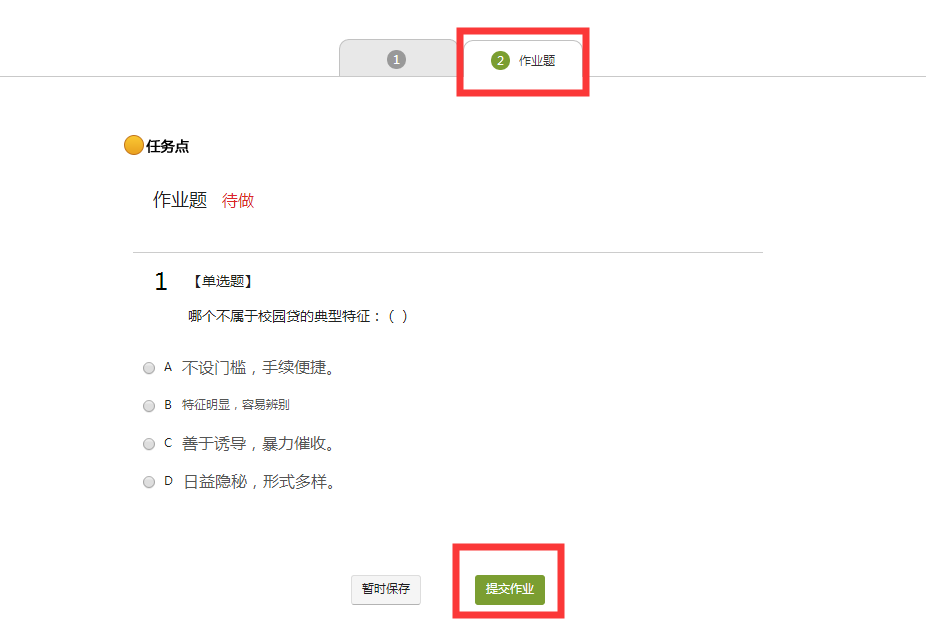 1
2 作业题
任务点
作业题 待做
1 【单选题】
哪个不属于校园贷的典型特征：（ ）
A 不设门槛，手续便捷。
B 特征明显，容易辨别
C 善于诱导，暴力催收。
D 日益隐秘，形式多样。
暂时保存 提交作业